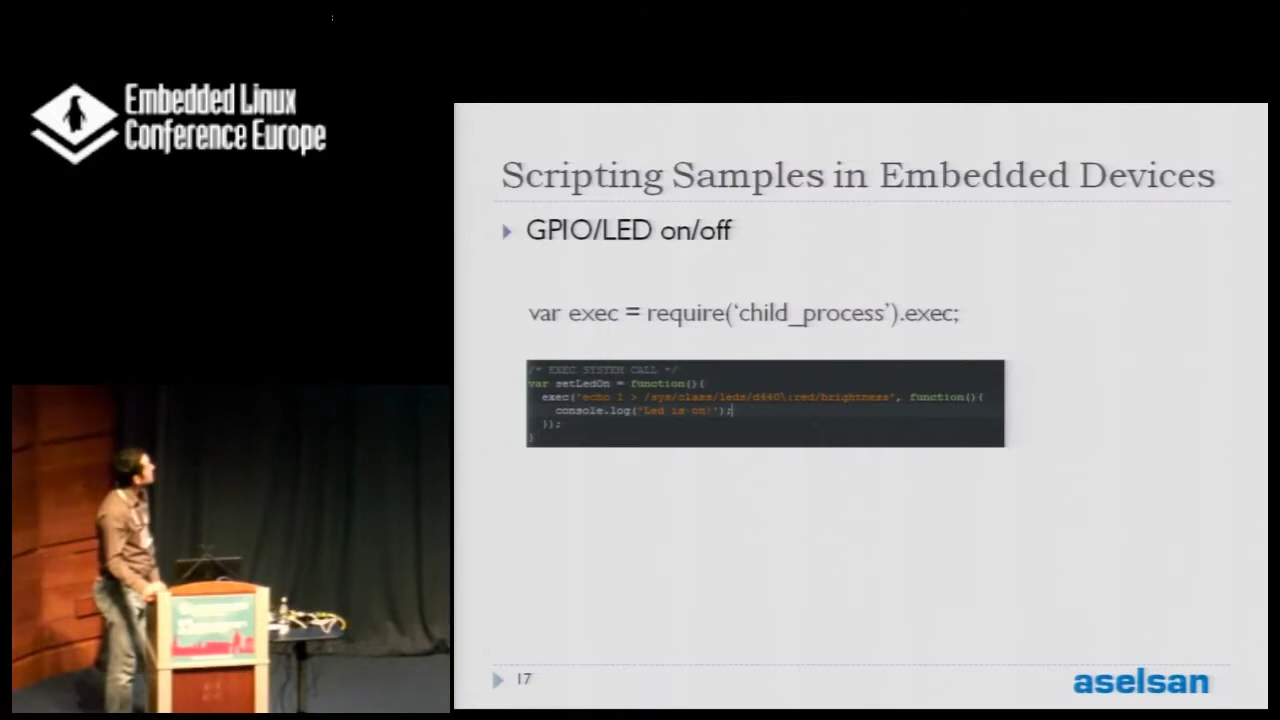 Embedded Linux
Conference Europe
Scripting Samples in Embedded Devices
GPIO/LED on/off
var exec = require(‘child_process’).exec;
/* EXEC SYSTEM CALL */
var setLedOn = function(){
exec("echo 1 > /sys/class/leds/d440\:red/brightness", function(){
console.log("Led is on!");
});
}
17
aselsan